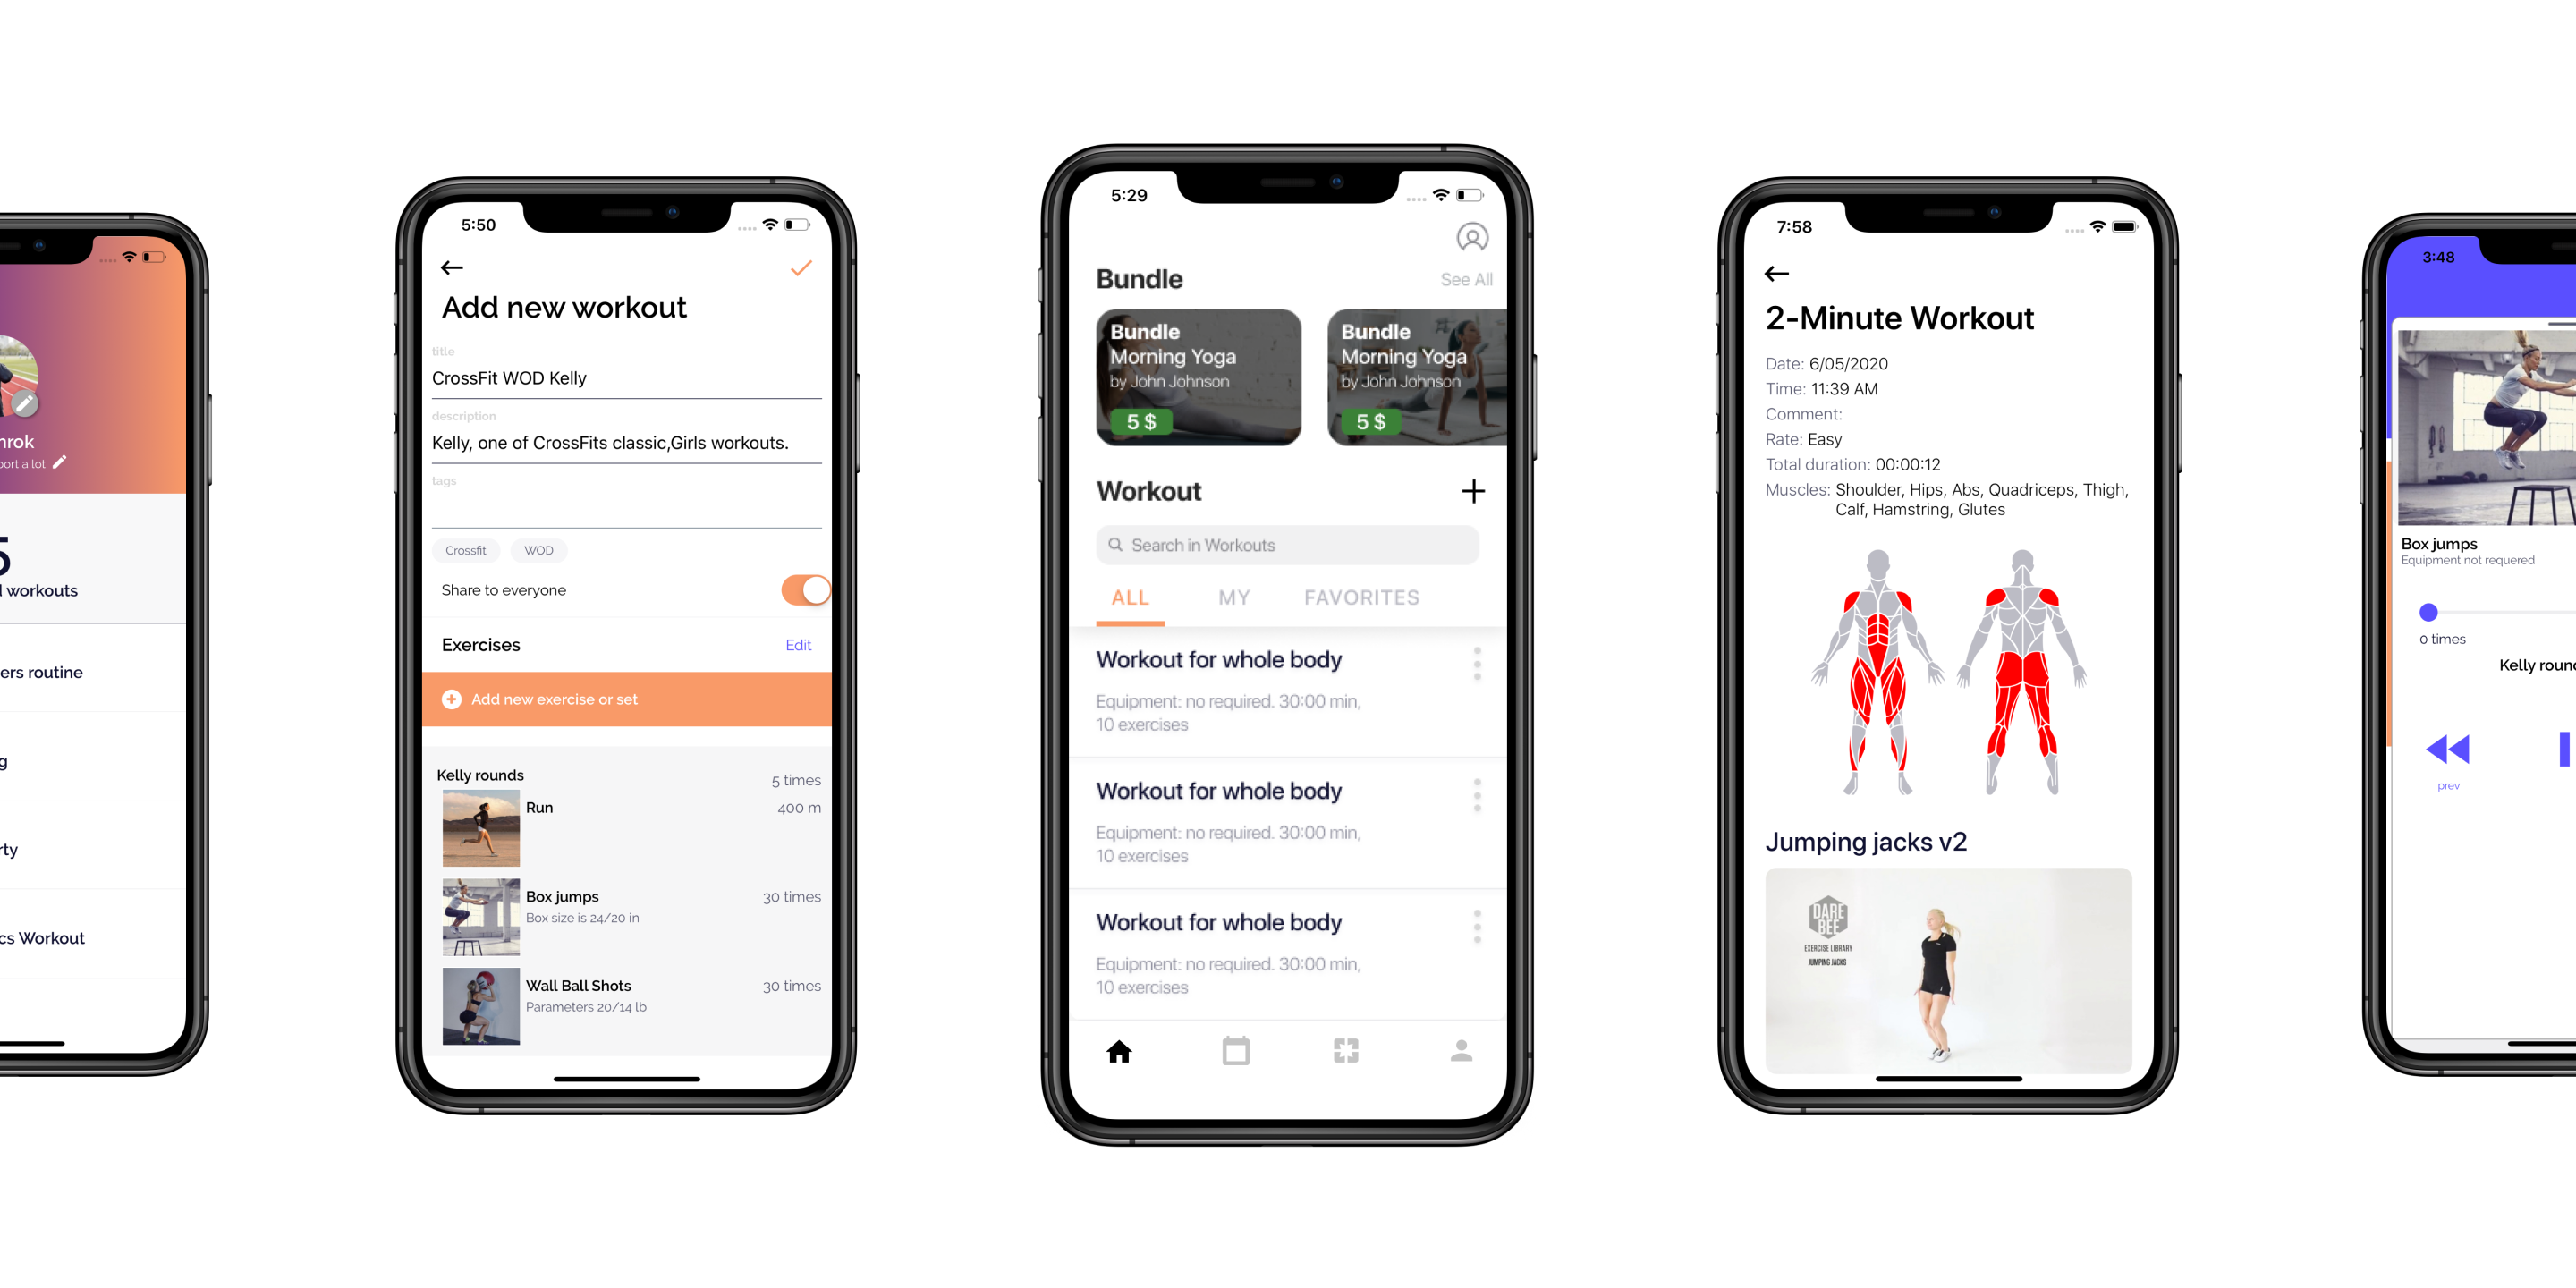 port a lot
workouts
ers routine
g
rty
cs Workout
5:50
Add new workout
title
CrossFit WOD Kelly
description
Kelly, one of CrossFits classic,Girls workouts.
tags
Crossfit WOD
Share to everyone
Exercises Edit
Add new exercise or set
Kelly rounds 5 times
Run 400 m
Box jumps 30 times
Box size is 24/20 in
Wall Ball Shots 30 times
Parameters 20/14 lb
5:29
Bundle See All
Bundle
Morning Yoga
by John Johnson
5 $
Bundle
Morning Yoga
by John Johnson
5 $
Workout
Search in Workouts
ALL MY FAVORITES
Workout for whole body
Equipment: no required. 30:00 min,
10 exercises
Workout for whole body
Equipment: no required. 30:00 min,
10 exercises
Workout for whole body
Equipment: no required. 30:00 min,
10 exercises
7:58
2-Minute Workout
Date: 6/05/2020
Time: 11:39 AM
Comment:
Rate: Easy
Total duration: 00:00:12
Muscles: Shoulder, Hips, Abs, Quadriceps, Thigh,
Calf, Hamstring, Glutes
Jumping jacks v2
DARE
BEE
EXERCISE LIBRARY
JUMPING JACKS
3:48
Box jumps
Equipment not requered
0 times
Kelly roun
prev